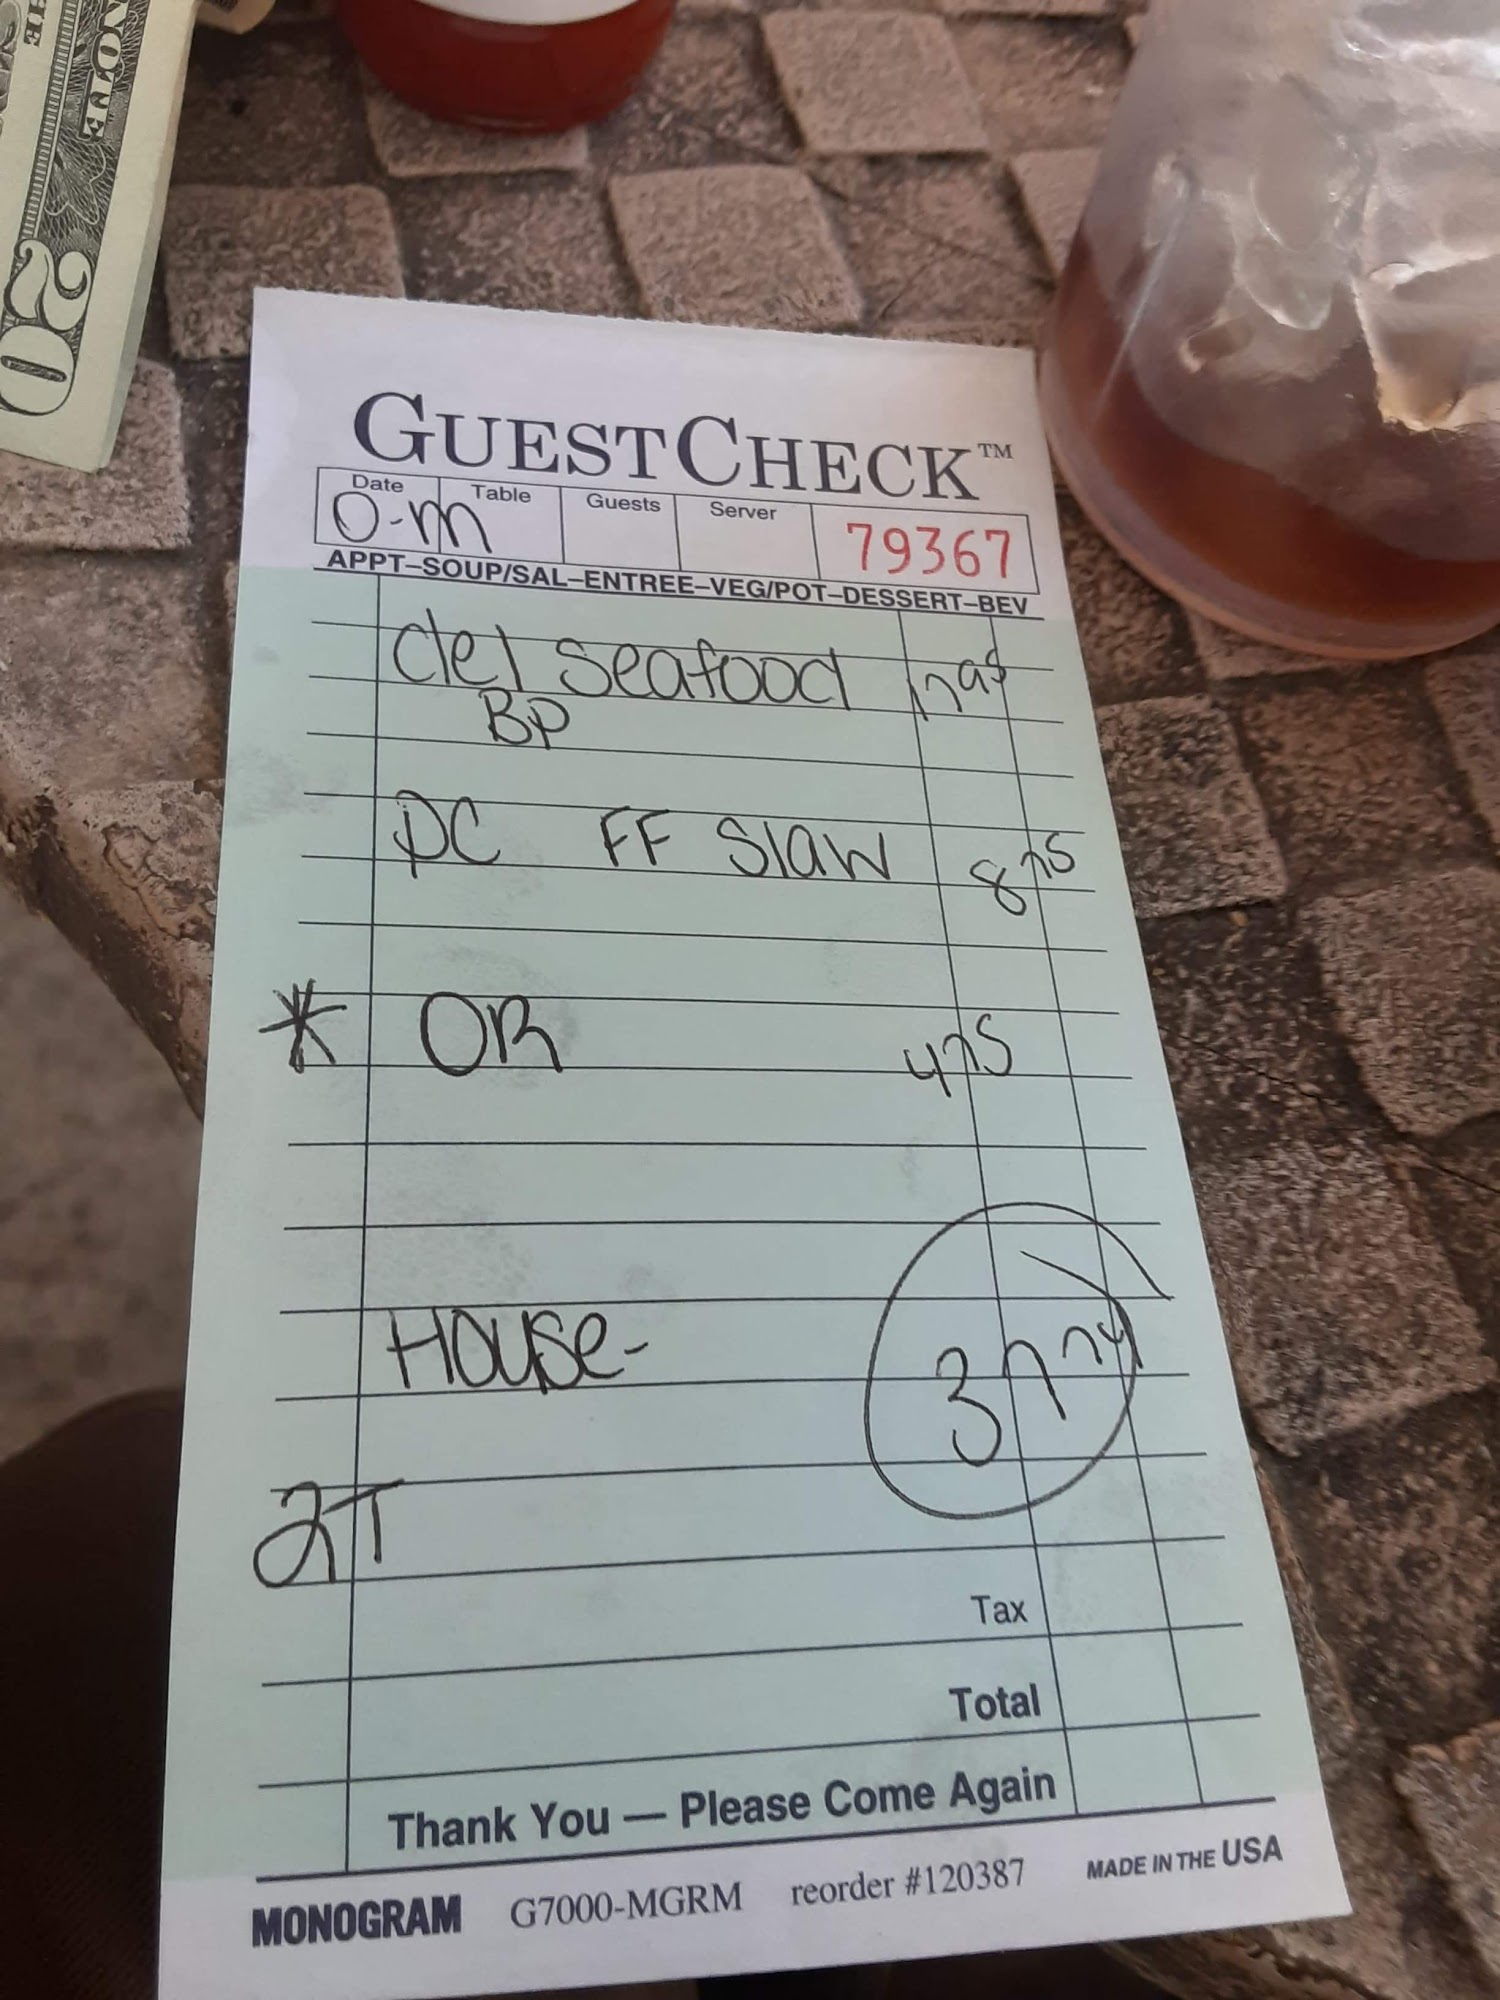 NOTE
THE
20
GUESTCHECK™
Date Table Guests Server
O-m 79367
APPT–SOUP/SAL–ENTREE–VEG/POT–DESSERT–BEV
del seafood 17 95
BP
PC FF Slaw 8 75
* OR 4 75
House-
2T
Tax
Total
Thank You — Please Come Again
MONOGRAM G7000-MGRM reorder #120387 MADE IN THE USA